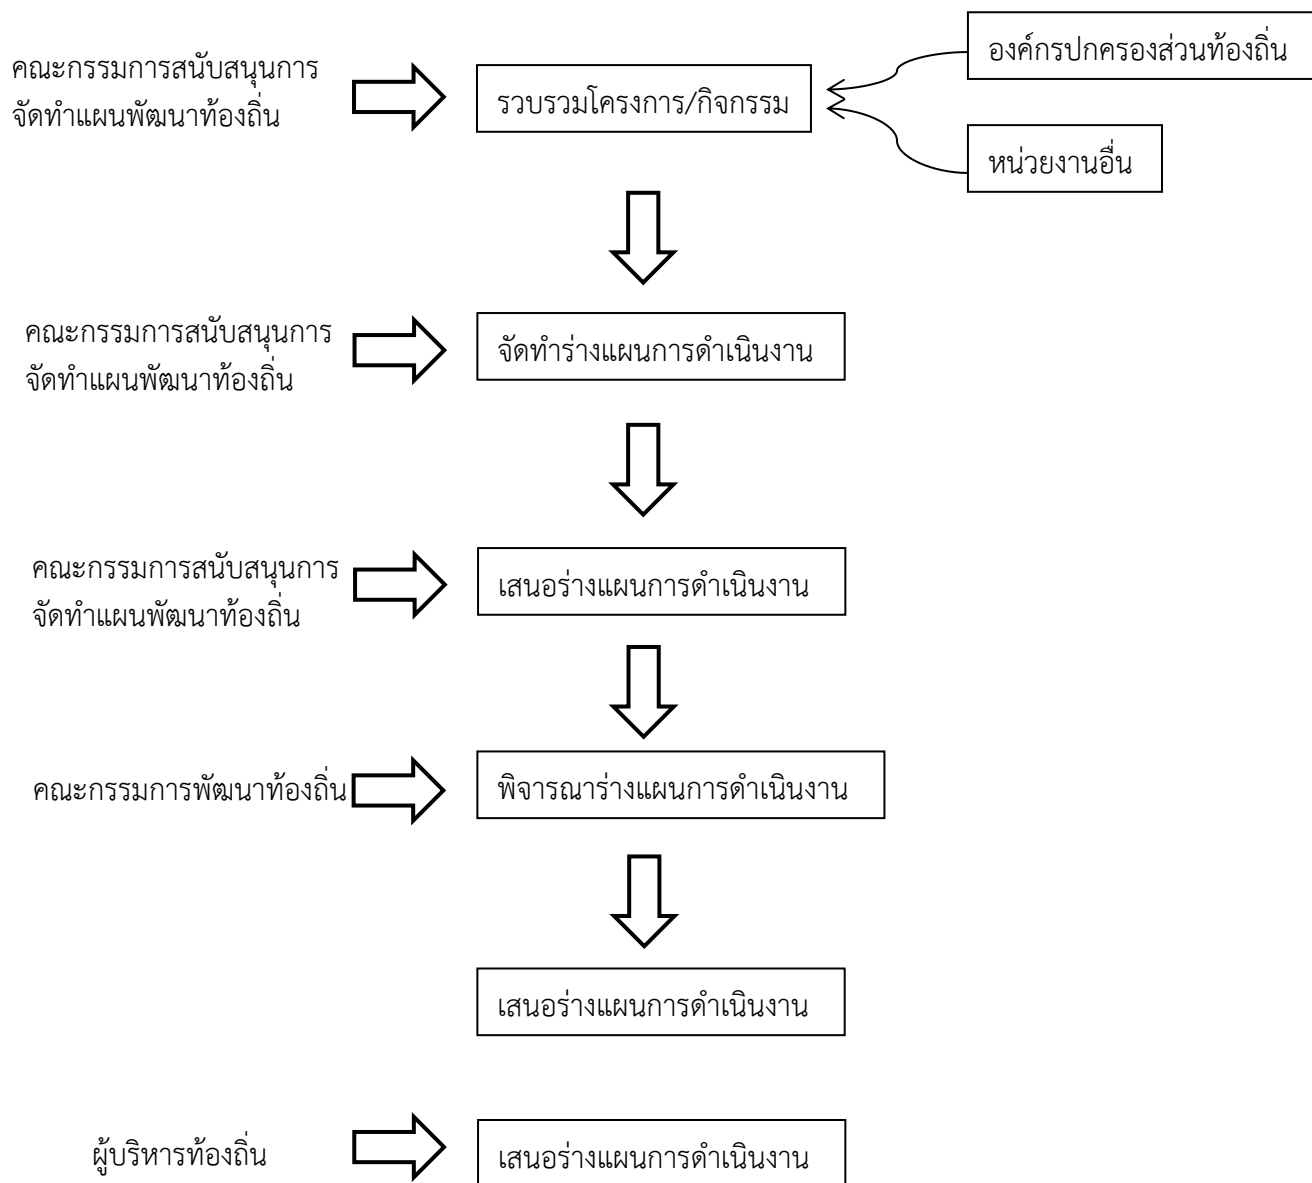 คณะกรรมการสนับสนุนการ
จัดทำแผนพัฒนาท้องถิ่น
รวบรวมโครงการ/กิจกรรม
องค์กรปกครองส่วนท้องถิ่น
หน่วยงานอื่น
คณะกรรมการสนับสนุนการ
จัดทำแผนพัฒนาท้องถิ่น
จัดทำร่างแผนการดำเนินงาน
คณะกรรมการสนับสนุนการ
จัดทำแผนพัฒนาท้องถิ่น
เสนอร่างแผนการดำเนินงาน
คณะกรรมการพัฒนาท้องถิ่น
พิจารณาร่างแผนการดำเนินงาน
เสนอร่างแผนการดำเนินงาน
ผู้บริหารท้องถิ่น
เสนอร่างแผนการดำเนินงาน